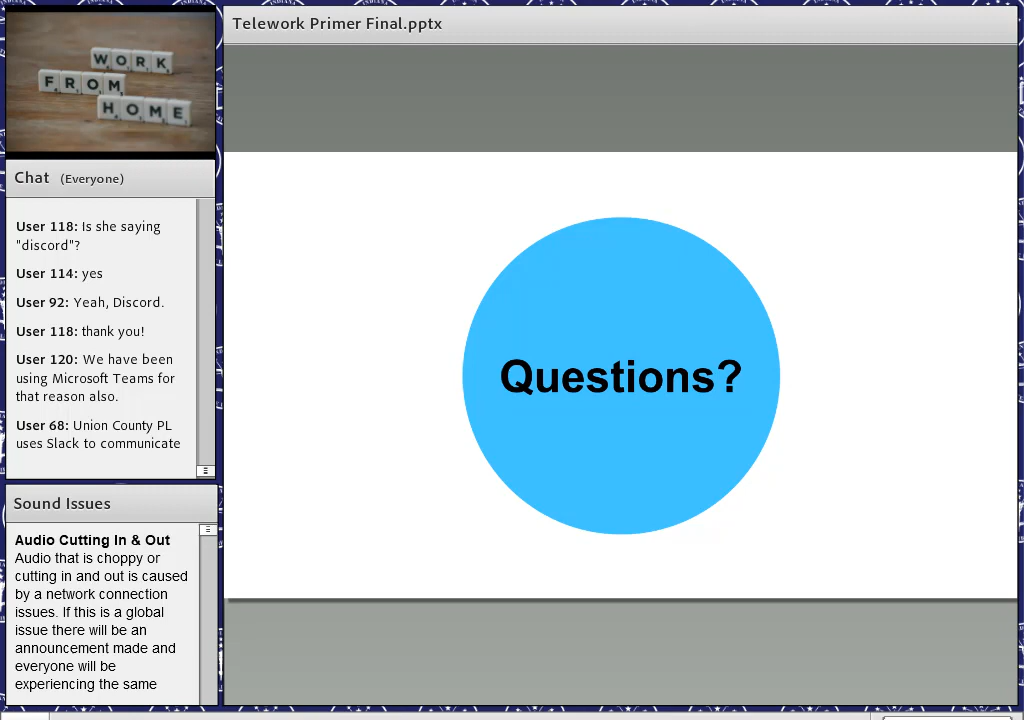 Telework Primer Final.pptx
WORK
FROM
HOME
Chat (Everyone)
User 118: Is she saying
"discord"?
User 114: yes
User 92: Yeah, Discord.
User 118: thank you!
User 120: We have been
using Microsoft Teams for
that reason also.
User 68: Union County PL
uses Slack to communicate
Questions?
Sound Issues
Audio Cutting In & Out
Audio that is choppy or
cutting in and out is caused
by a network connection
issues. If this is a global
issue there will be an
announcement made and
everyone will be
experiencing the same